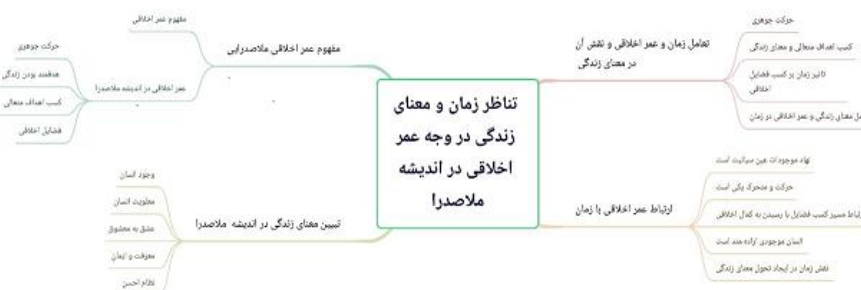 تناظر زمان و معنای
زندگی در وجه عمر
اخلاقی در اندیشه
ملاصدرا
تعامل زمان و عمر اخلاقی و نقش آن
در معنای زندگی
حرکت جوهری
کسب اهداف متعالی و معنای زندگی
تاثیر زمان بر کسب فضایل
اخلاقی
معنای زندگی و عمر اخلاقی در زمان
ارتباط عمر اخلاقی با زمان
نهاد موجودات عین سیالیت است
حرکت و متحرک یکی است
مسیر کسب فضایل با رسیدن به کمال اخلاقی
انسان موجودی اراده مند است
نقش زمان در ایجاد تحول معنای زندگی
مفهوم عمر اخلاقی ملاصدرایی
مفهوم عمر اخلاقی
عمر اخلاقی در اندیشه ملاصدرا
حرکت جوهری
هدفمند بودن زندگی
کسب اهداف متعالی
فضایل اخلاقی
تبیین معنای زندگی در اندیشه ملاصدرا
وجود انسان
معلولیت انسان
عشق به معشوق
معرفت و ایمان
نظام احسن